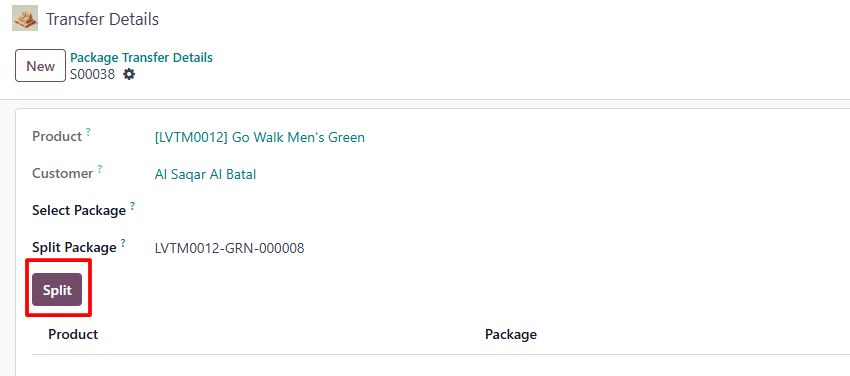 Transfer Details
New
Package Transfer Details
S00038
Product ? [LVTM0012] Go Walk Men's Green
Customer ? Al Saqar Al Batal
Select Package ?
Split Package ? LVTM0012-GRN-000008
Split
Product Package